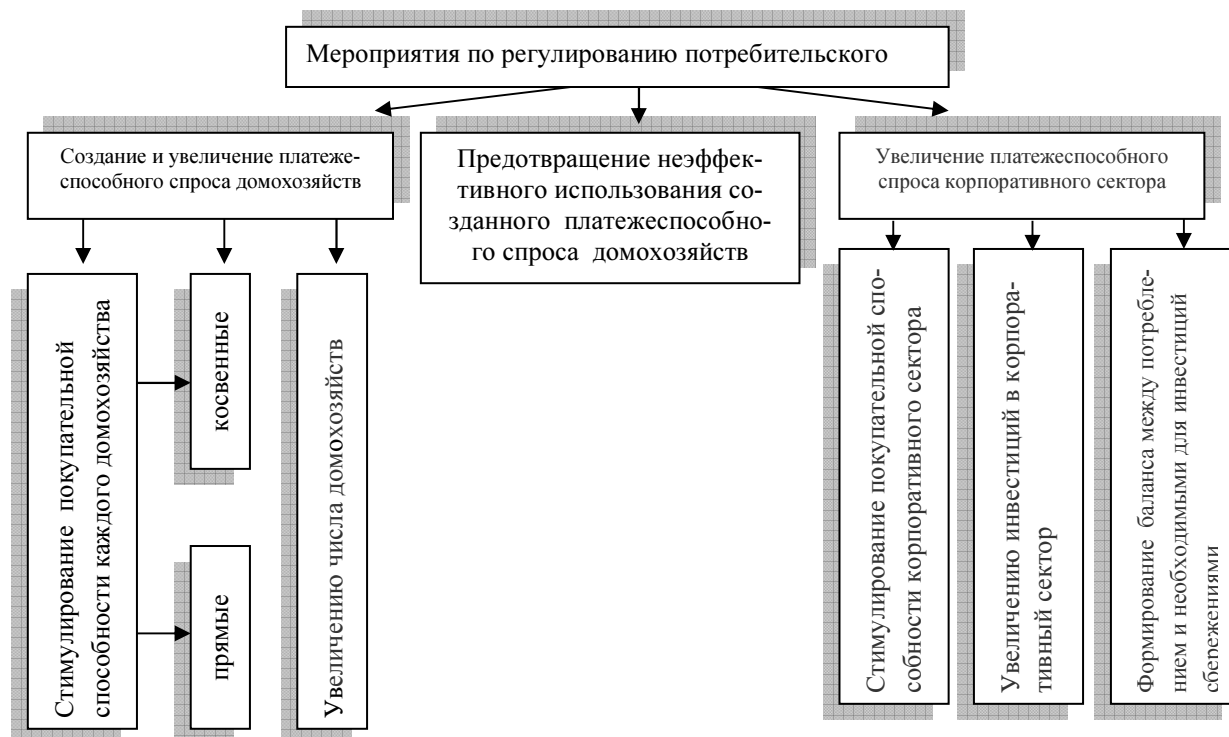 Мероприятия по регулированию потребительского
Создание и увеличение платеже-
способного спроса домохозяйств
Предотвращение неэффек-
тивного использования со-
зданного платежеспособно-
го спроса домохозяйств
Увеличение платежеспособного
спроса корпоративного сектора
Стимулирование покупательной
способности каждого домохозяйства
косвенные
прямые
Увеличению числа домохозяйств
Стимулирование покупательной спо-
собности корпоративного сектора
Увеличению инвестиций в корпора-
тивный сектор
Формирование баланса между потребле-
нием и необходимыми для инвестиций
сбережениями